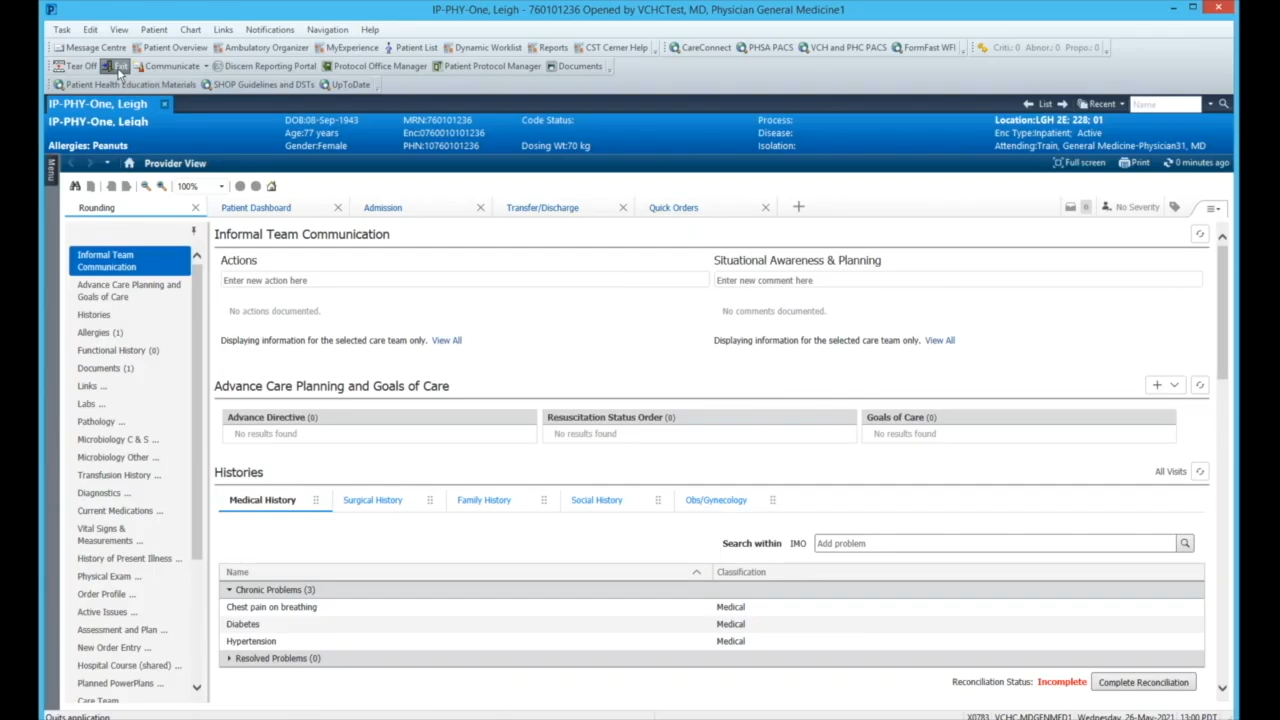 IP-PHY-One, Leigh - 760101236 Opened by VCHCTest, MD, Physician General Medicine1
Task Edit View Patient Chart Links Notifications Navigation Help
Message Centre Patient Overview Ambulatory Organizer MyExperience Patient List Dynamic Worklist Reports CST Cerner Help CareConnect PHSA PACS VCH and PHC PACS FormFast WFI Criti.: 0 Abnor.: 0 Propo.: 0
Tear Off Exit Communicate Discern Reporting Portal Protocol Office Manager Patient Protocol Manager Documents
Patient Health Education Materials SHOP Guidelines and DSTs UpToDate
IP-PHY-One, Leigh List Recent Name
IP-PHY-One, Leigh DOB:08-Sep-1943 MRN:760101236 Code Status: Process: Location:LGH 2E; 228; 01
Age:77 years Enc:0760010101236 Disease: Enc Type:Inpatient; Active
Allergies: Peanuts Gender:Female PHN:10760101236 Dosing Wt:70 kg Isolation: Attending:Train, General Medicine-Physician31, MD
Menu Provider View Full screen Print 0 minutes ago
100%
Rounding Patient Dashboard Admission Transfer/Discharge Quick Orders 0 No Severity
Informal Team Communication
Advance Care Planning and Goals of Care
Histories
Allergies (1)
Functional History (0)
Documents (1)
Links ...
Labs ...
Pathology ...
Microbiology C & S ...
Microbiology Other ...
Transfusion History ...
Diagnostics ...
Current Medications ...
Vital Signs & Measurements ...
History of Present Illness ...
Physical Exam ...
Order Profile ...
Active Issues ...
Assessment and Plan ...
New Order Entry ...
Hospital Course (shared) ...
Planned PowerPlans ...
Care Team
Informal Team Communication
Actions Situational Awareness & Planning
Enter new action here Enter new comment here
No actions documented. No comments documented.
Displaying information for the selected care team only. View All Displaying information for the selected care team only. View All
Advance Care Planning and Goals of Care
Advance Directive (0) Resuscitation Status Order (0) Goals of Care (0)
No results found No results found No results found
Histories All Visits
Medical History Surgical History Family History Social History Obs/Gynecology
Search within IMO Add problem
Name Classification
Chronic Problems (3)
Chest pain on breathing Medical
Diabetes Medical
Hypertension Medical
Resolved Problems (0)
Reconciliation Status: Incomplete Complete Reconciliation
Quits application X0783 VCHC.MDGENMED1 Wednesday, 26-May-2021 13:00 PDT